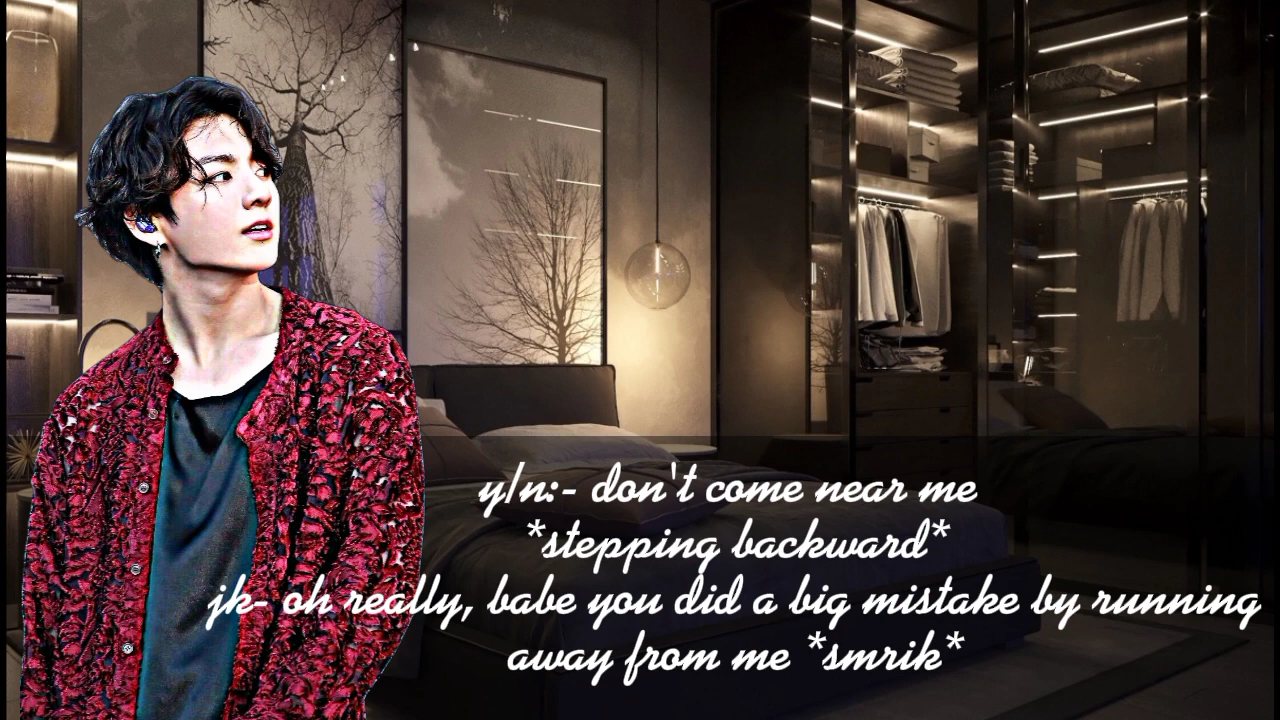 y/n:- don't come near me
*stepping backward*
jk- oh really, babe you did a big mistake by running
away from me *smrik*